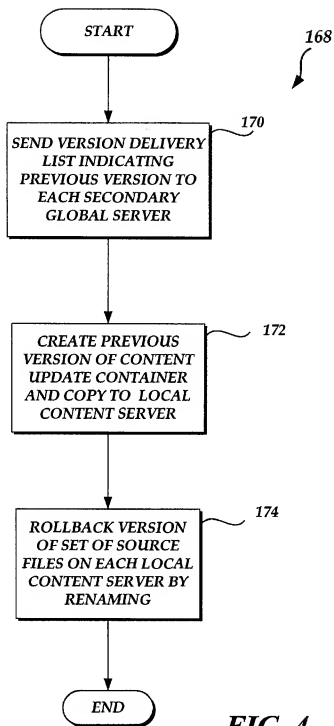 START
168
170
SEND VERSION DELIVERY
LIST INDICATING
PREVIOUS VERSION TO
EACH SECONDARY
GLOBAL SERVER
172
CREATE PREVIOUS
VERSION OF CONTENT
UPDATE CONTAINER
AND COPY TO LOCAL
CONTENT SERVER
174
ROLLBACK VERSION
OF SET OF SOURCE
FILES ON EACH LOCAL
CONTENT SERVER BY
RENAMING
END
FIG. 4